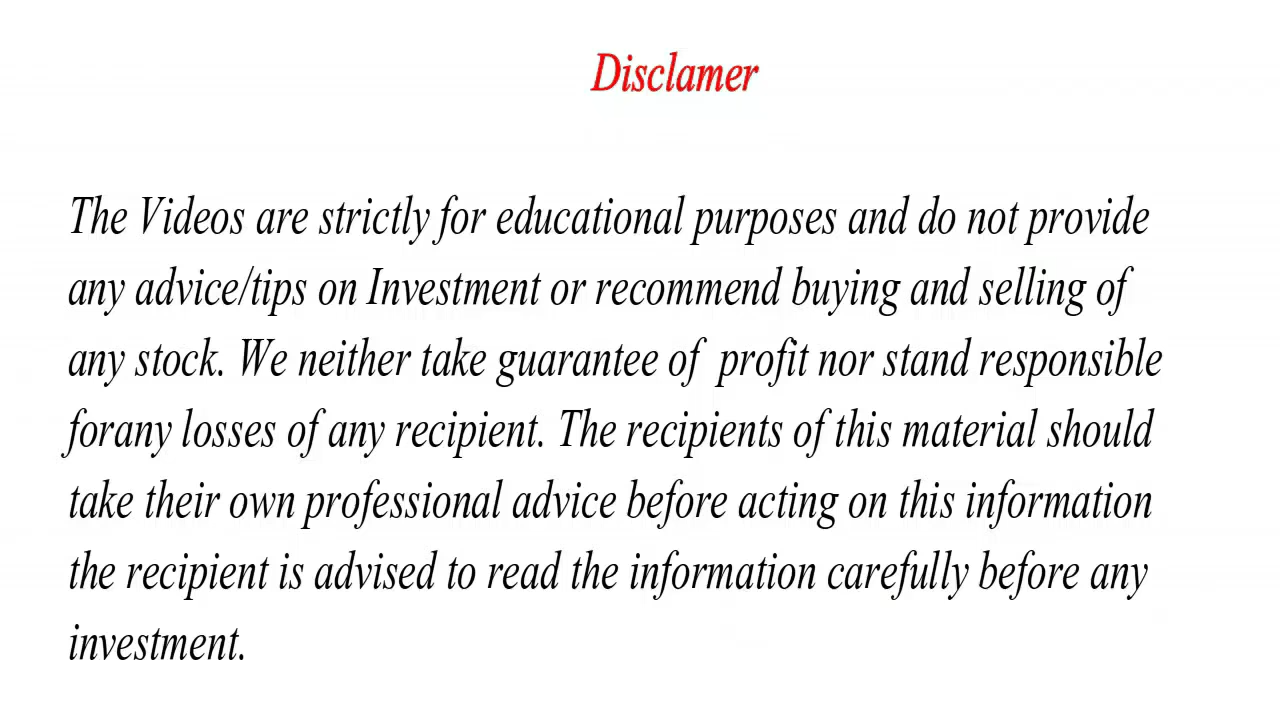 Disclamer
The Videos are strictly for educational purposes and do not provide
any advice/tips on Investment or recommend buying and selling of
any stock. We neither take guarantee of  profit nor stand responsible
forany losses of any recipient. The recipients of this material should
take their own professional advice before acting on this information
the recipient is advised to read the information carefully before any
investment.